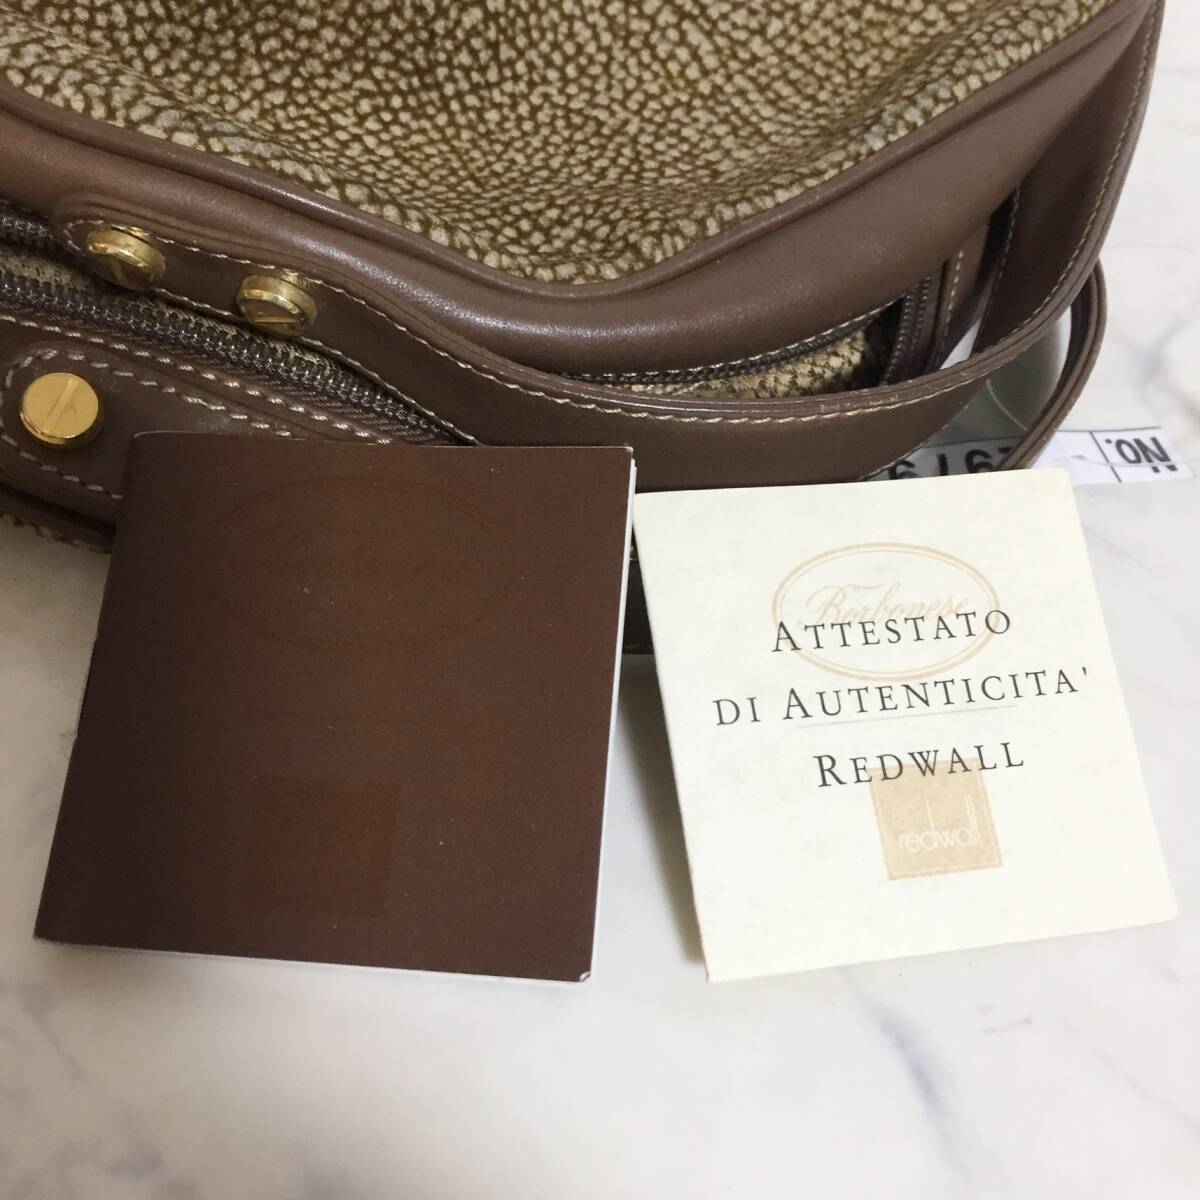 No.
Borbonese
ATTESTATO
DI AUTENTICITA'
REDWALL
redwall